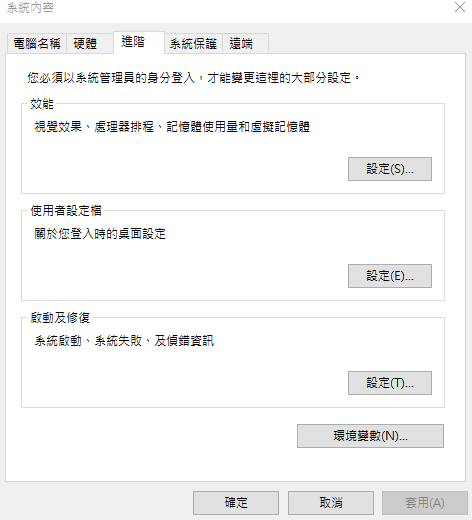 系統內容
電腦名稱 硬體 進階 系統保護 遠端
您必須以系統管理員的身分登入，才能變更這裡的大部分設定。
效能
視覺效果、處理器排程、記憶體使用量和虛擬記憶體
設定(S)...
使用者設定檔
關於您登入時的桌面設定
設定(E)...
啟動及修復
系統啟動、系統失敗、及偵錯資訊
設定(T)...
環境變數(N)...
確定 取消 套用(A)